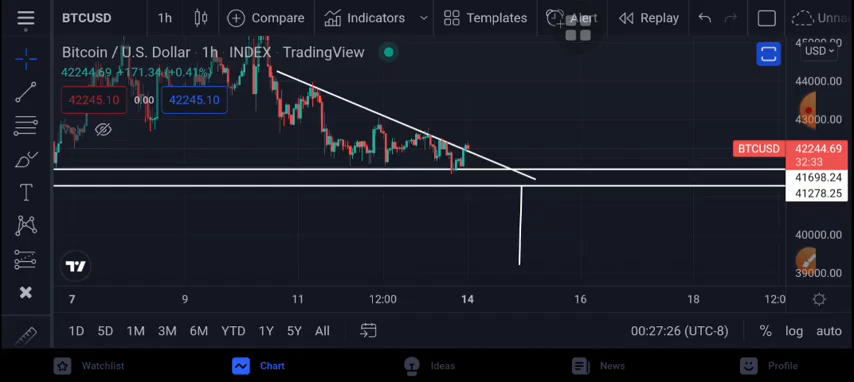 BTCUSD 1h Compare Indicators Templates Alert Replay Unna
Bitcoin / U.S. Dollar · 1h · INDEX · TradingView
42244.69 +171.34 (+0.41%)
42245.10 0.00 42245.10
USD
44000.00
43000.00
BTCUSD 42244.69
32:33
41698.24
41278.25
40000.00
39000.00
7 9 11 12:00 14 16 18 12:0
1D 5D 1M 3M 6M YTD 1Y 5Y All 00:27:26 (UTC-8) % log auto
Watchlist Chart Ideas News Profile